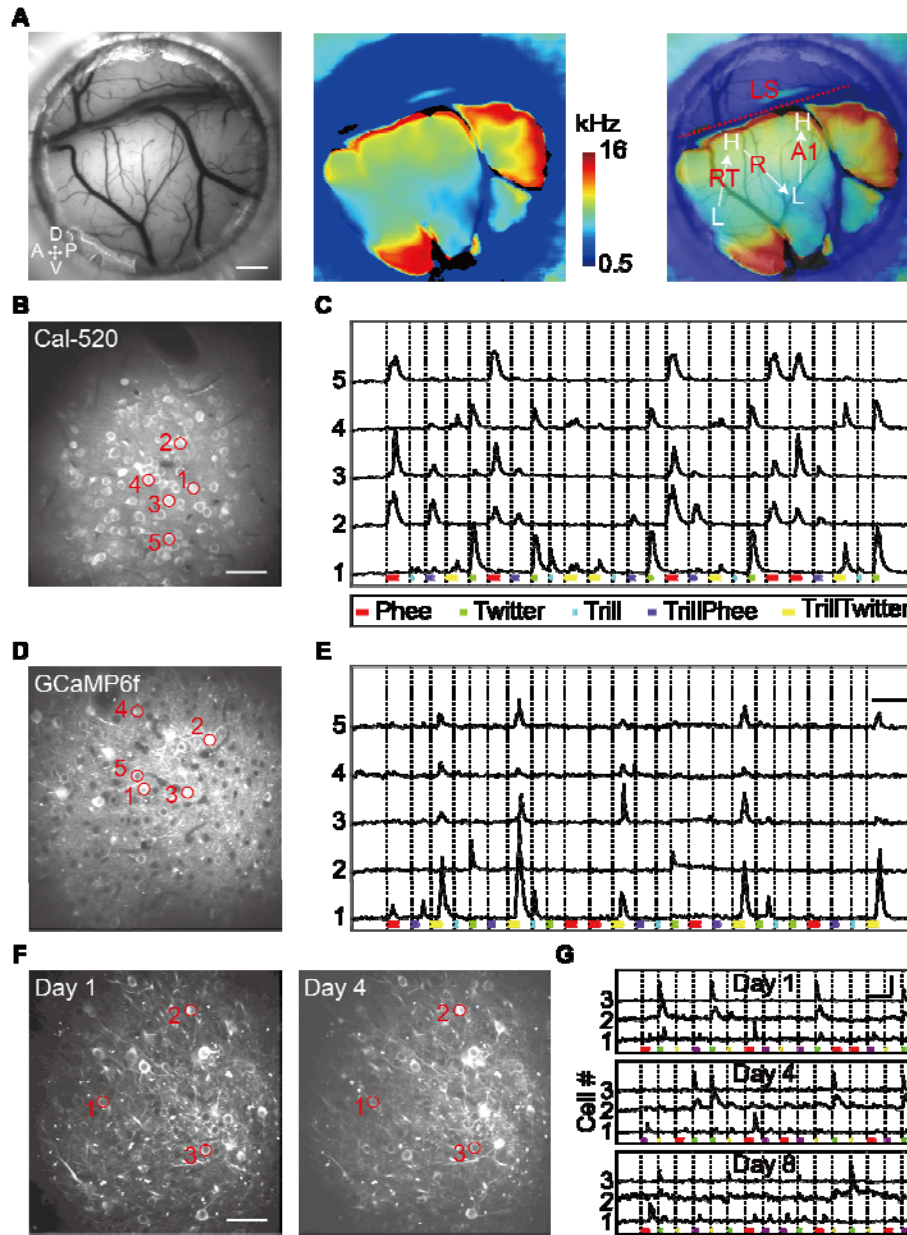 A
D
A P
V
kHz
16
0.5
LS
H H
RT R A1
L L
B
Cal-520
2
4 1
3
5
C
5
4
3
2
1
Phee Twitter Trill TrillPhee TrillTwitter
D
GCaMP6f
4
2
5
1 3
E
5
4
3
2
1
F
Day 1
2
1
3
Day 4
2
1
3
G
Cell #
Day 1
3
2
1
Day 4
3
2
1
Day 8
3
2
1